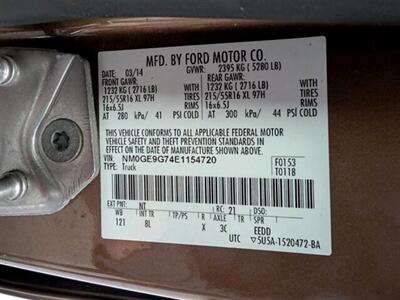 MFD. BY FORD MOTOR CO.
DATE: 03/14 GVWR: 2395 KG ( 5280 LB)
FRONT GAWR: REAR GAWR:
1232 KG ( 2716 LB) 1232 KG ( 2716 LB)
215/55R16 XL 97H TIRES 215/55R16 XL 97H TIRES
16x6.5J RIMS 16x6.5J RIMS
AT 280 kPa/ 41 PSI COLD AT 300 kPa/ 44 PSI COLD
THIS VEHICLE CONFORMS TO ALL APPLICABLE FEDERAL MOTOR
VEHICLE SAFETY AND THEFT PREVENTION STANDARDS
IN EFFECT ON THE DATE OF MANUFACTURE SHOWN ABOVE.
VIN: NM0GE9G74E1154720 F0153
TYPE: Truck T0118
EXT PNT: NT RC: 21 DSO:
WB INT TR TP/PS R AXLE TR SPR
121 8L X 3C EEDD
UTC 5U5A-1520472-BA